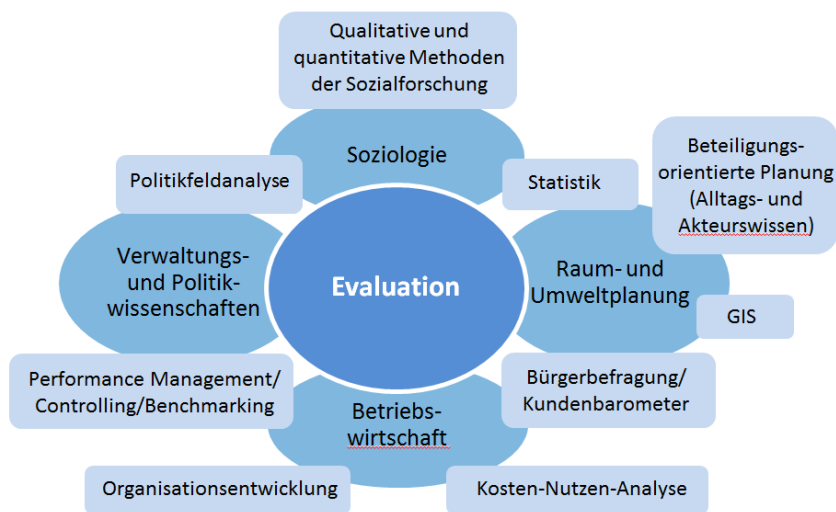 Qualitative und
quantitative Methoden
der Sozialforschung
Soziologie
Politikfeldanalyse
Statistik
Beteiligungs-
orientierte Planung
(Alltags- und
Akteurswissen)
Verwaltungs-
und Politik-
wissenschaften
Evaluation
Raum- und
Umweltplanung
GIS
Performance Management/
Controlling/Benchmarking
Betriebs-
wirtschaft
Bürgerbefragung/
Kundenbarometer
Organisationsentwicklung
Kosten-Nutzen-Analyse